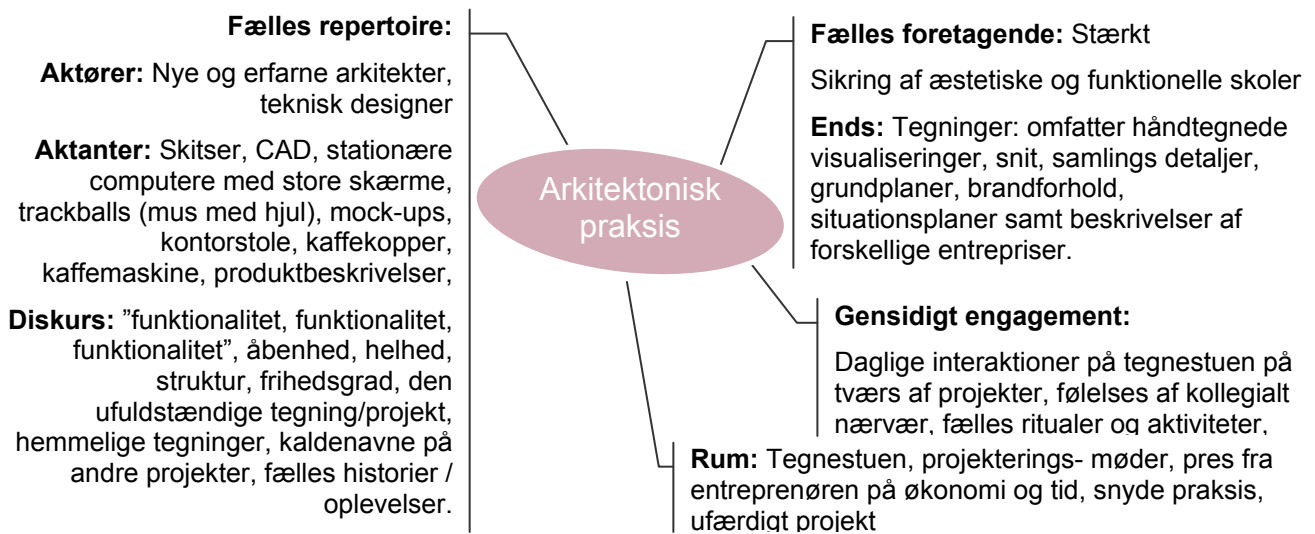 Fælles repertoire:
Aktører: Nye og erfarne arkitekter,
teknisk designer
Aktanter: Skitser, CAD, stationære
computere med store skærme,
trackballs (mus med hjul), mock-ups,
kontorstole, kaffekopper,
kaffemaskine, produktbeskrivelser,
Diskurs: ”funktionalitet, funktionalitet,
funktionalitet”, åbenhed, helhed,
struktur, frihedsgrad, den
ufuldstændige tegning/projekt,
hemmelige tegninger, kaldenavne på
andre projekter, fælles historier /
oplevelser.
Arkitektonisk
praksis
Fælles foretagende: Stærkt
Sikring af æstetiske og funktionelle skoler
Ends: Tegninger: omfatter håndtegnede
visualiseringer, snit, samlings detaljer,
grundplaner, brandforhold,
situationsplaner samt beskrivelser af
forskellige entrepriser.
Gensidigt engagement:
Daglige interaktioner på tegnestuen på
tværs af projekter, følelses af kollegialt
nærvær, fælles ritualer og aktiviteter,
Rum: Tegnestuen, projekterings- møder, pres fra
entreprenøren på økonomi og tid, snyde praksis,
ufærdigt projekt